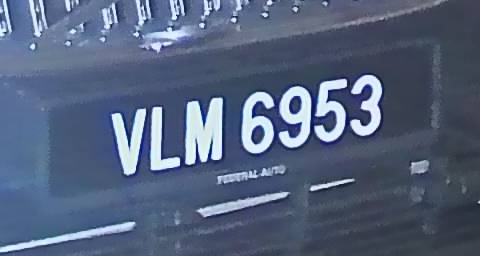 VLM 6953
FEDERAL AUTO